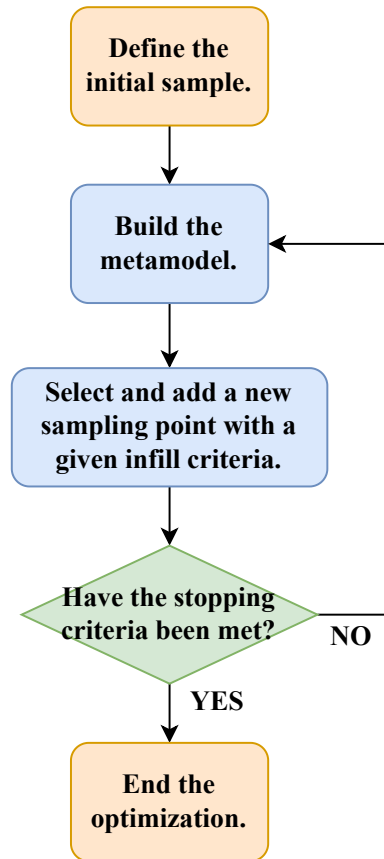 Define the
initial sample.
Build the
metamodel.
Select and add a new
sampling point with a
given infill criteria.
Have the stopping
criteria been met?
NO
YES
End the
optimization.